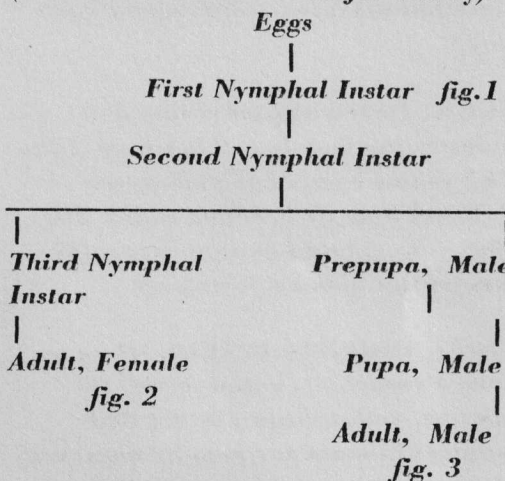 Eggs
First Nymphal Instar fig.1
Second Nymphal Instar
Third Nymphal
Instar
Adult, Female
fig. 2
Prepupa, Male
Pupa, Male
Adult, Male
fig. 3